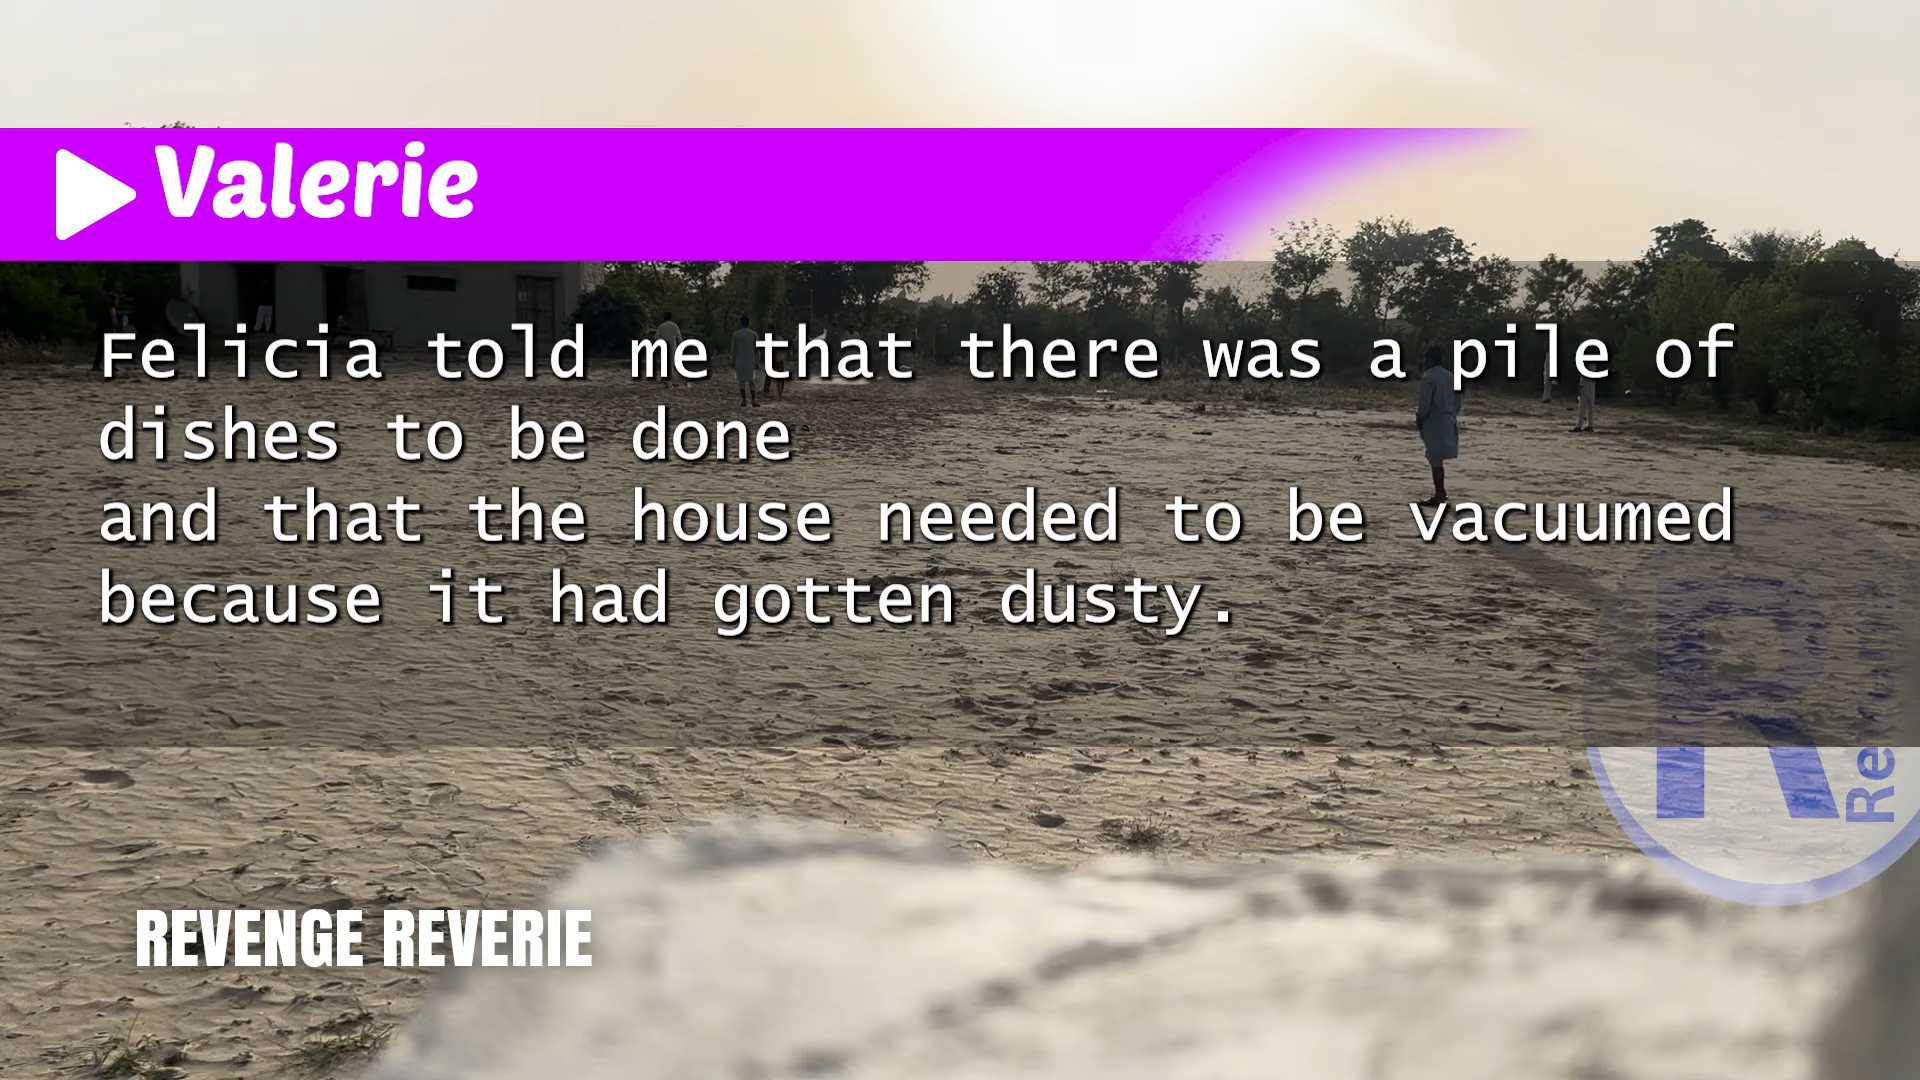 Valerie
Felicia told me that there was a pile of
dishes to be done
and that the house needed to be vacuumed
because it had gotten dusty.
R
Reverie
REVENGE REVERIE